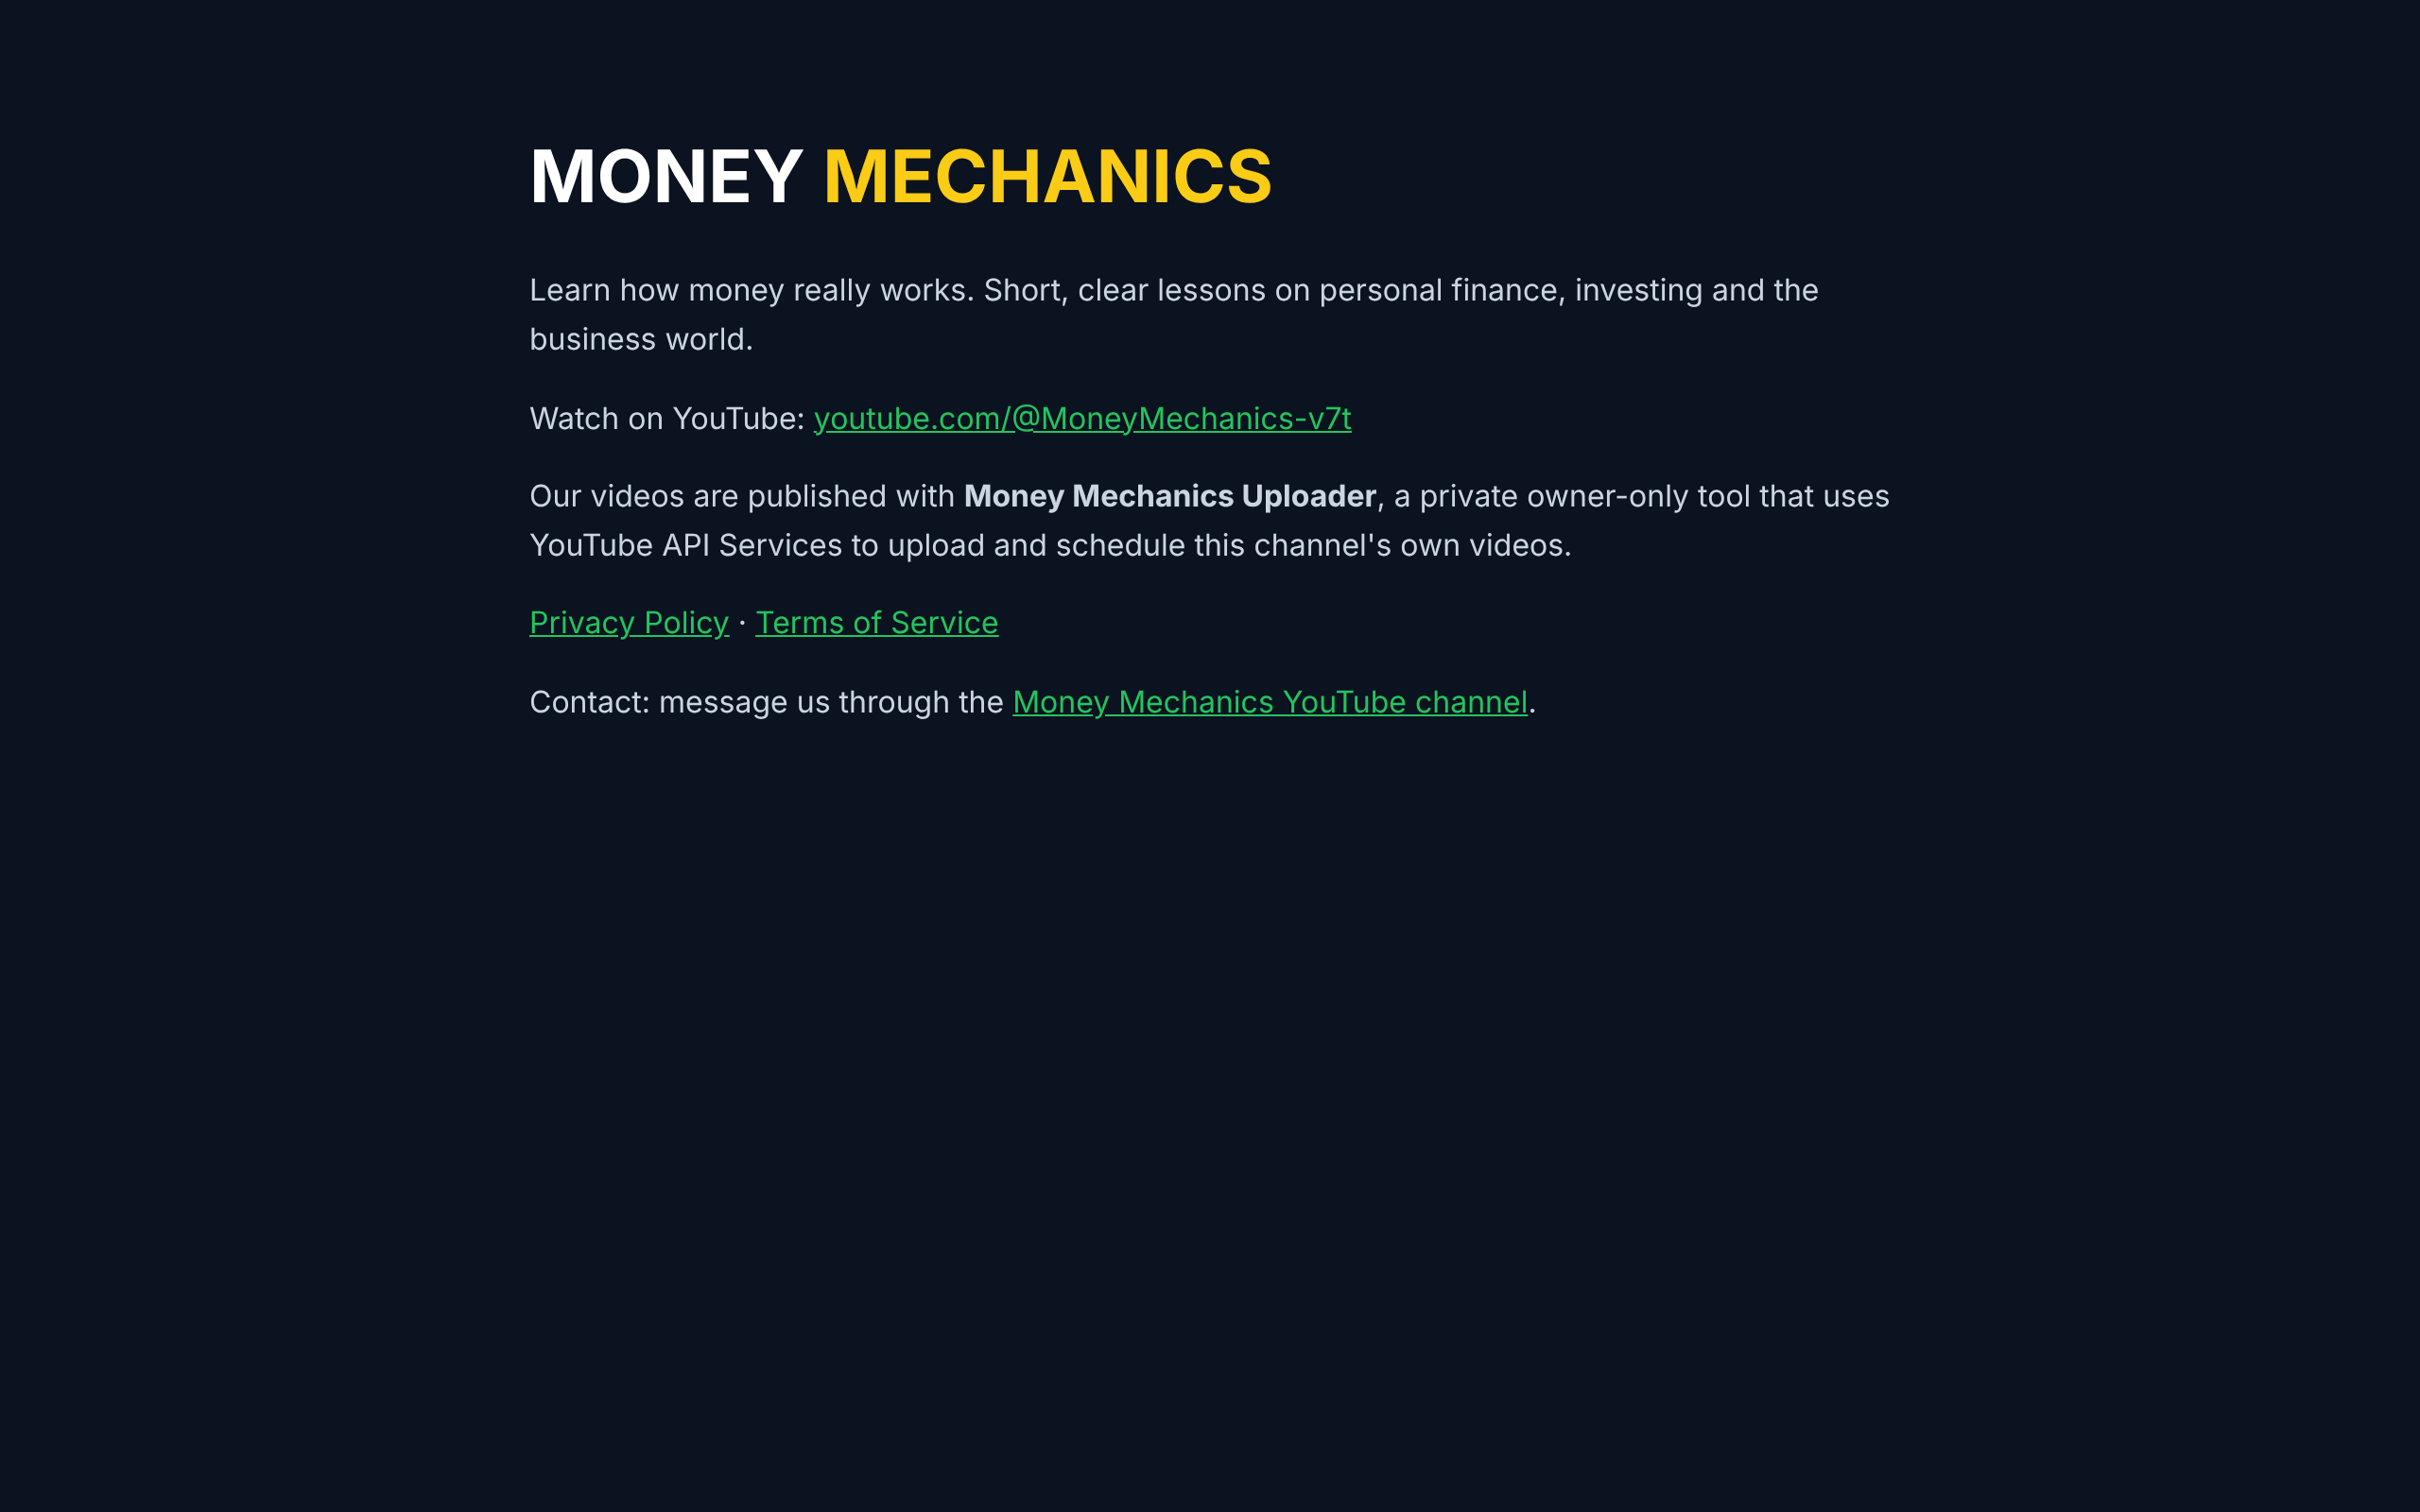 MONEY MECHANICS
Learn how money really works. Short, clear lessons on personal finance, investing and the
business world.
Watch on YouTube: youtube.com/@MoneyMechanics-v7t
Our videos are published with Money Mechanics Uploader, a private owner-only tool that uses
YouTube API Services to upload and schedule this channel's own videos.
Privacy Policy · Terms of Service
Contact: message us through the Money Mechanics YouTube channel.